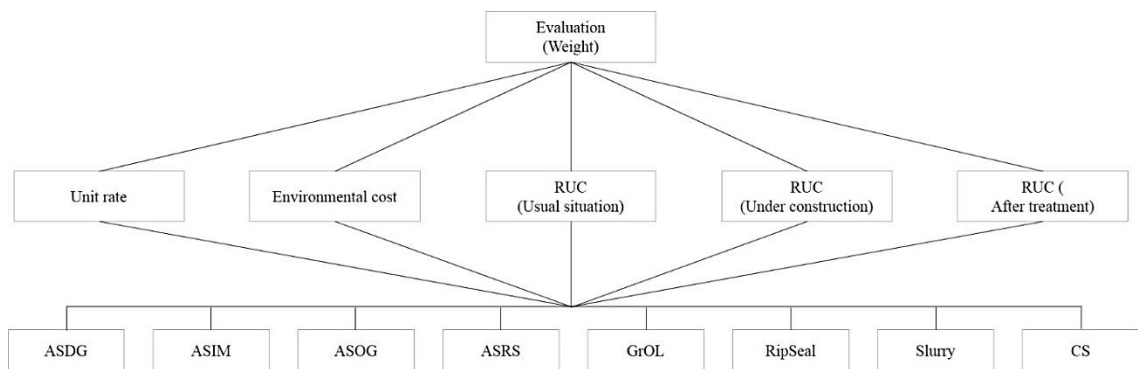 Evaluation
(Weight)
Unit rate
Environmental cost
RUC
(Usual situation)
RUC
(Under construction)
RUC (
After treatment)
ASDG
ASIM
ASOG
ASRS
GrOL
RipSeal
Slurry
CS